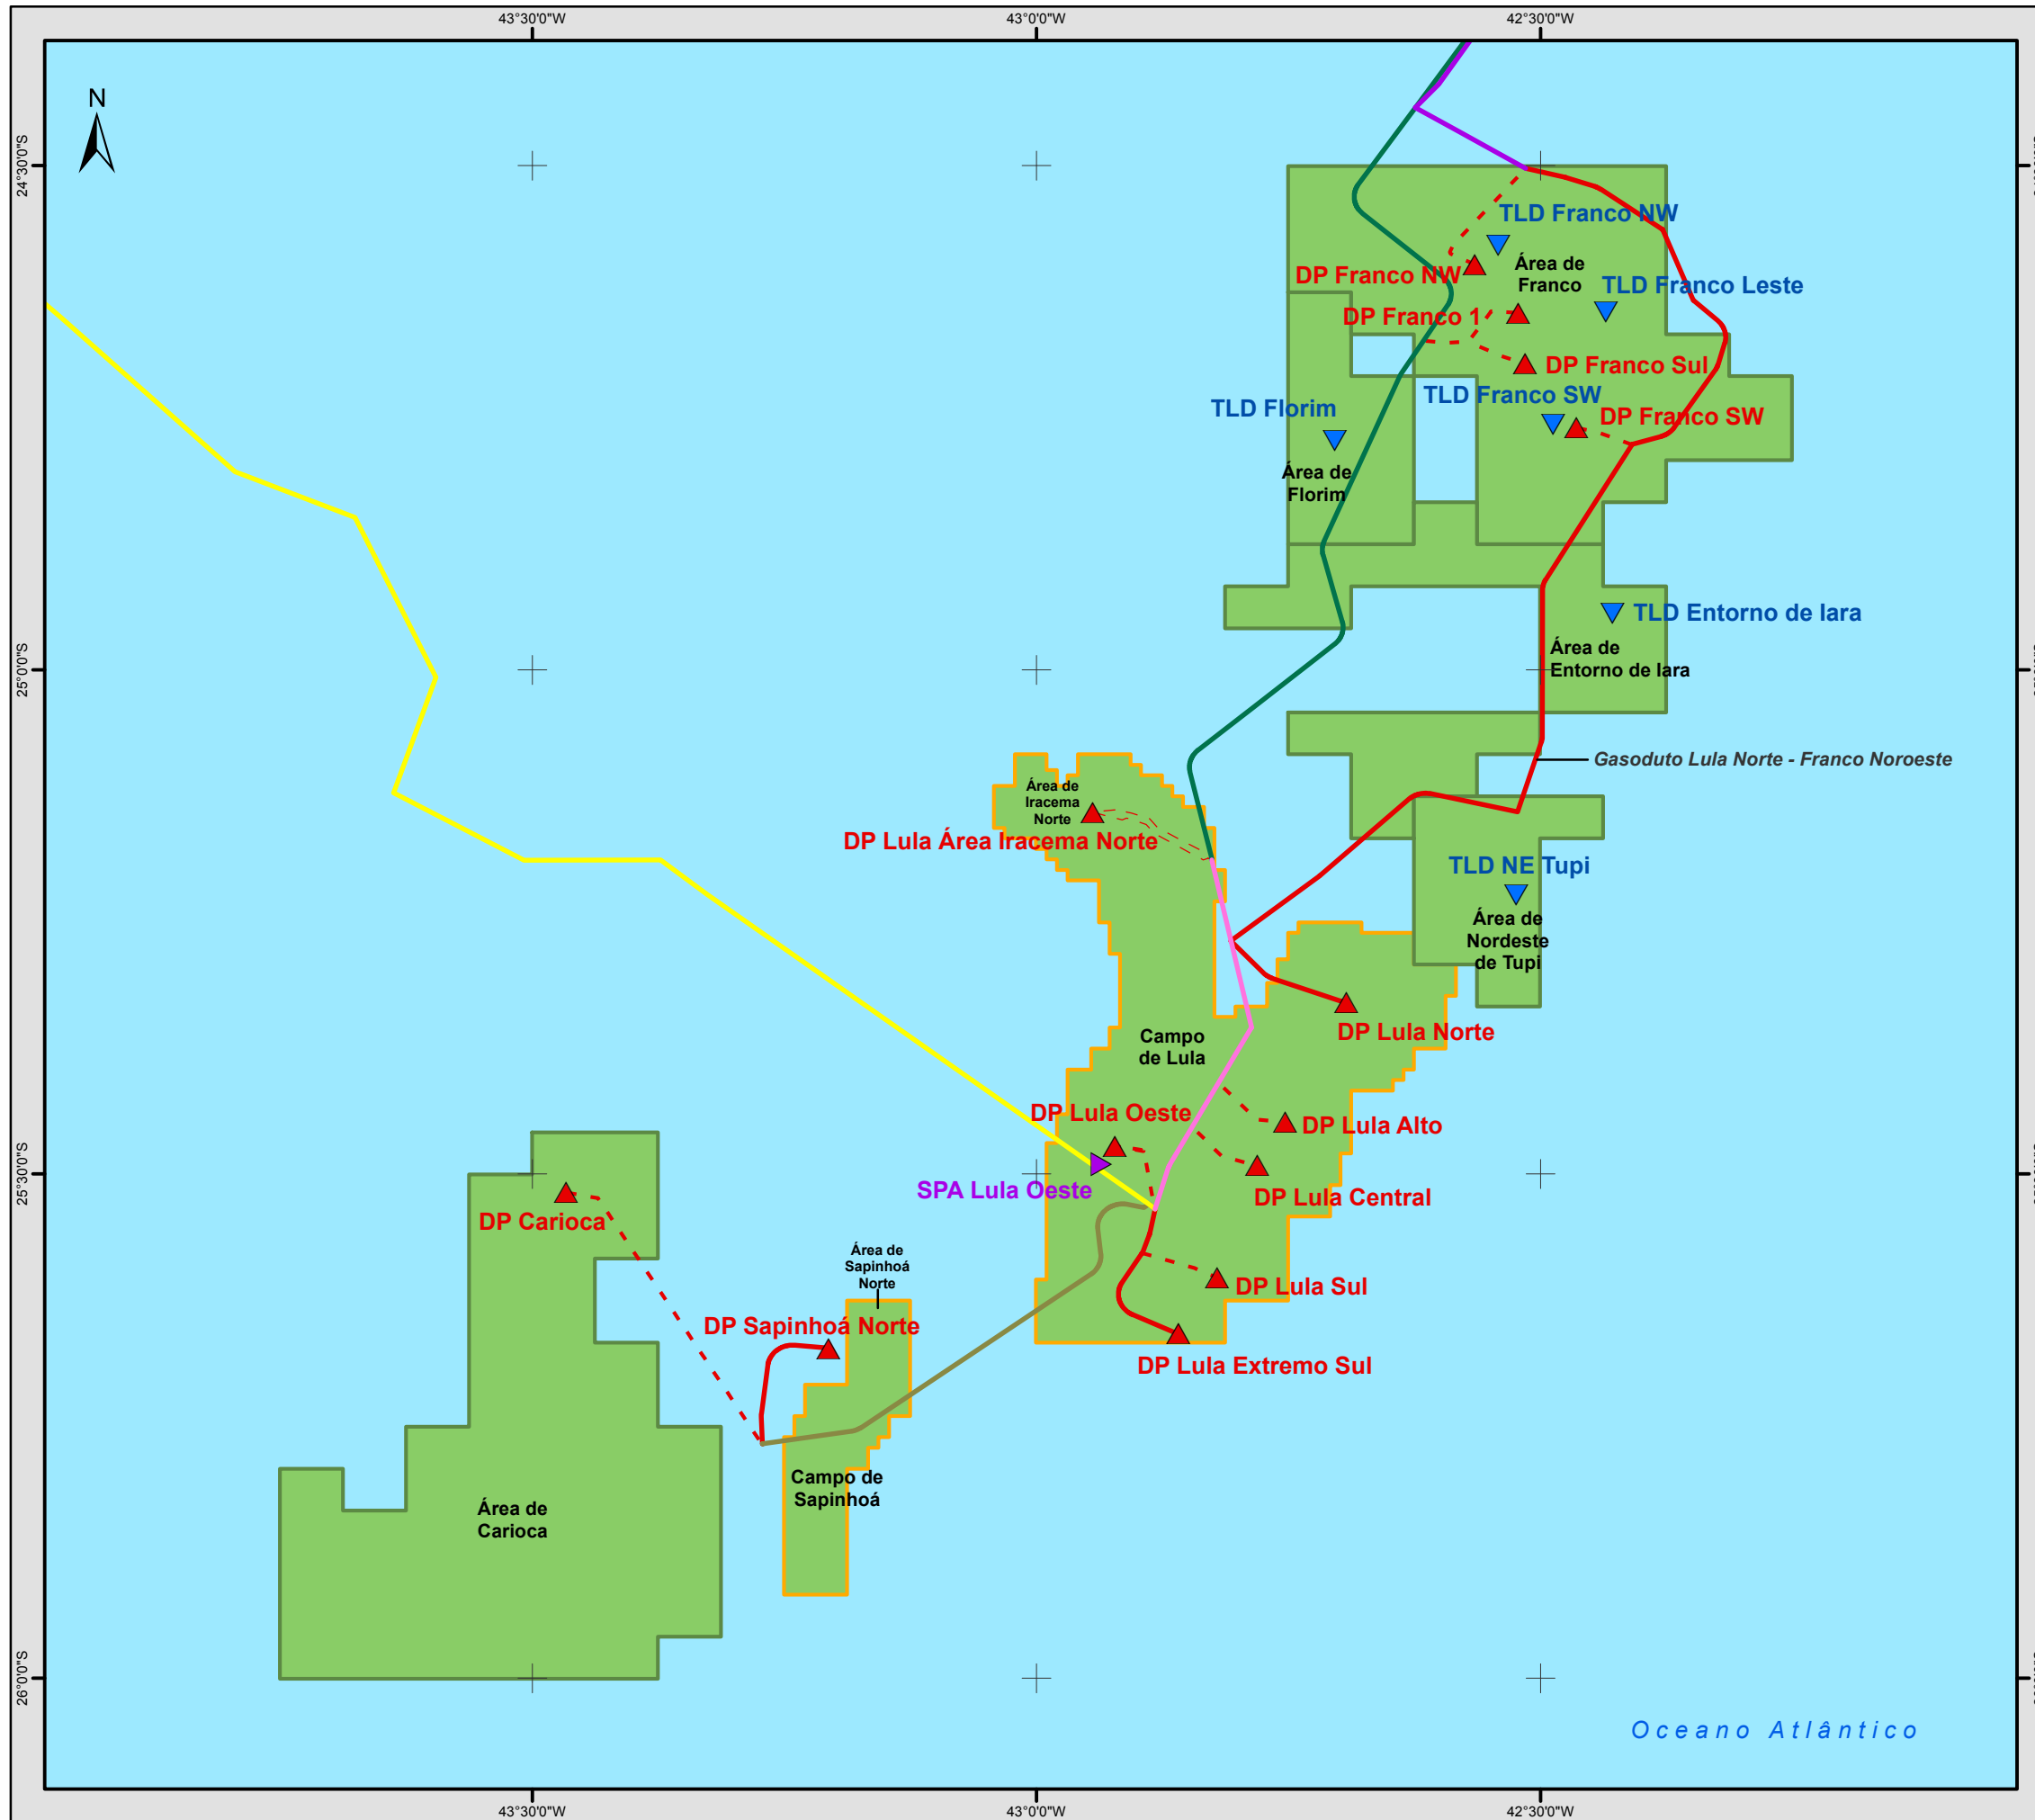 43°30'0"W
43°0'0"W
42°30'0"W
N
24°30'0"S
TLD Franco NW
DP Franco NW
Área de
Franco
TLD Franco Leste
DP Franco 1
DP Franco Sul
TLD Franco SW
TLD Florim
DP Franco SW
Área de
Florim
TLD Entorno de Iara
Área de
Entorno de Iara
25°0'0"S
Gasoduto Lula Norte - Franco Noroeste
Área de
Iracema
Norte
DP Lula Área Iracema Norte
TLD NE Tupi
Área de
Nordeste
de Tupi
DP Lula Norte
Campo
de Lula
DP Lula Oeste
DP Lula Alto
25°30'0"S
SPA Lula Oeste
DP Lula Central
DP Carioca
Área de
Sapinhoá
Norte
DP Lula Sul
DP Sapinhoá Norte
DP Lula Extremo Sul
Campo de
Sapinhoá
Área de
Carioca
26°0'0"S
Oceano Atlântico
43°30'0"W
43°0'0"W
42°30'0"W